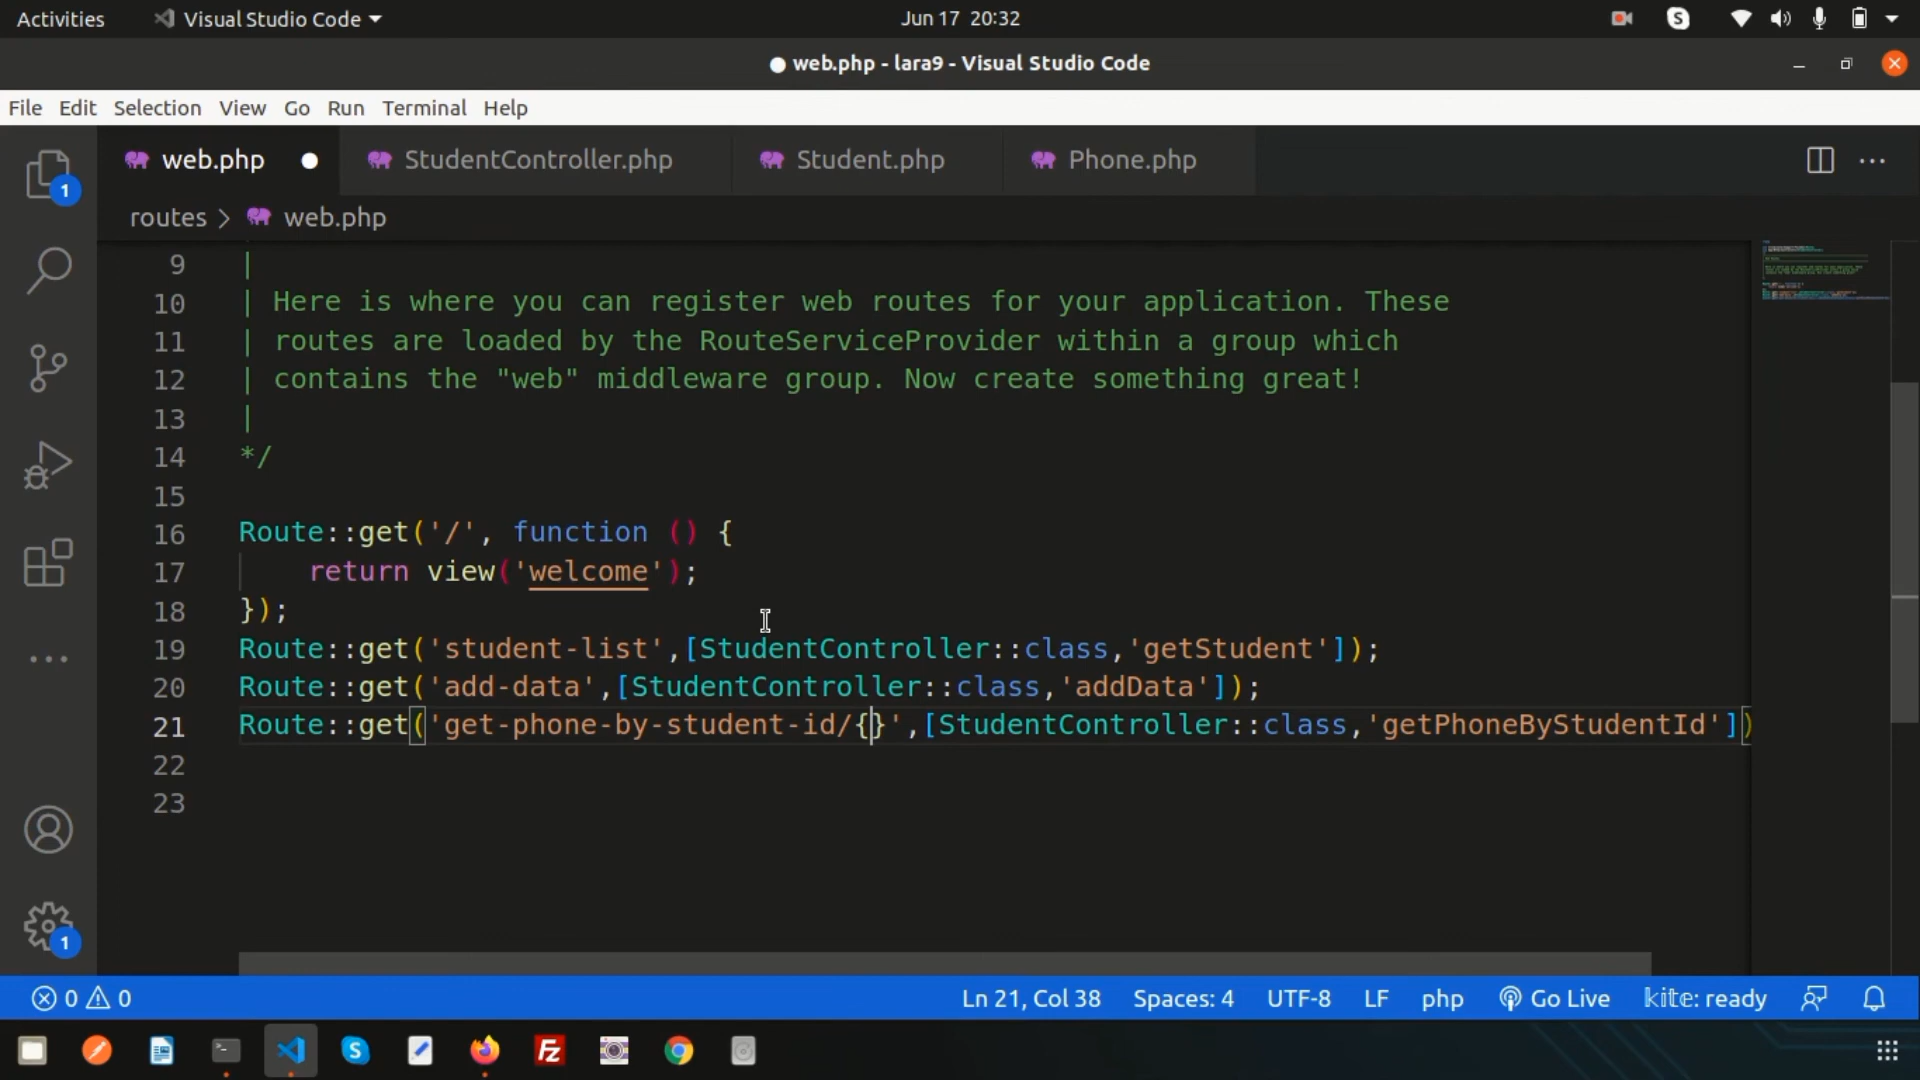 Activities
Visual Studio Code
Jun 17 20:32
S
● web.php - lara9 - Visual Studio Code
File Edit Selection View Go Run Terminal Help
1
web.php ●
StudentController.php
Student.php
Phone.php
routes > web.php
9 |
10 | Here is where you can register web routes for your application. These
11 | routes are loaded by the RouteServiceProvider within a group which
12 | contains the "web" middleware group. Now create something great!
13 |
14 */
15
16 Route::get('/', function () {
17     return view('welcome');
18 });
19 Route::get('student-list',[StudentController::class,'getStudent']);
20 Route::get('add-data',[StudentController::class,'addData']);
21 Route::get('get-phone-by-student-id/{}',[StudentController::class,'getPhoneByStudentId'])
22
23
1
0 0 Ln 21, Col 38 Spaces: 4 UTF-8 LF php Go Live kite: ready
S
Fz